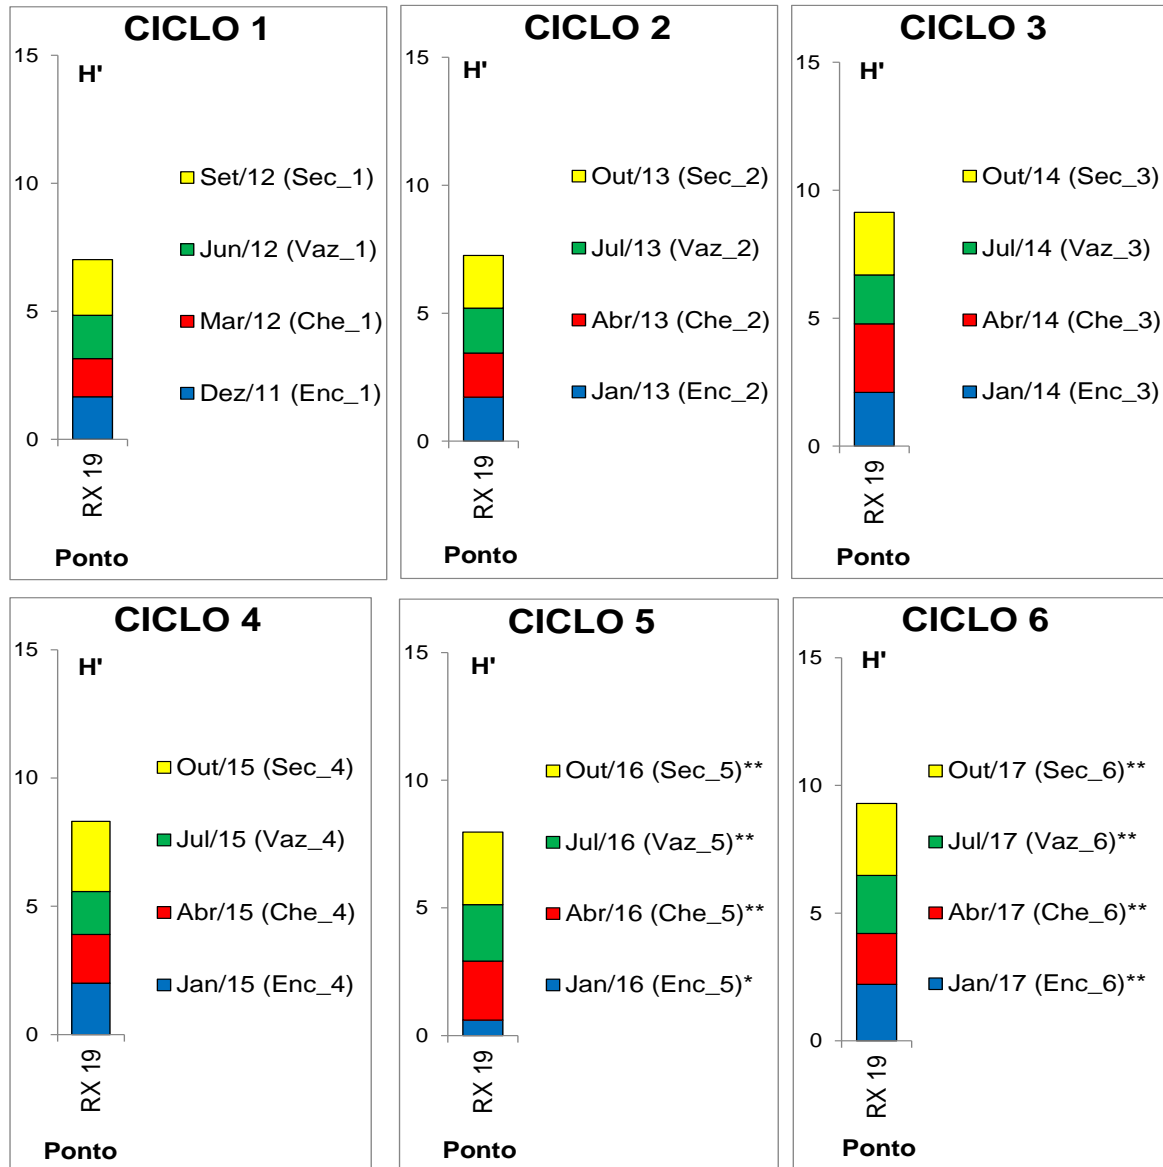 CICLO 1
15
H'
10
5
0
Set/12 (Sec_1)
Jun/12 (Vaz_1)
Mar/12 (Che_1)
Dez/11 (Enc_1)
RX 19
Ponto
CICLO 2
15
H'
10
5
0
Out/13 (Sec_2)
Jul/13 (Vaz_2)
Abr/13 (Che_2)
Jan/13 (Enc_2)
RX 19
Ponto
CICLO 3
15
H'
10
5
0
Out/14 (Sec_3)
Jul/14 (Vaz_3)
Abr/14 (Che_3)
Jan/14 (Enc_3)
RX 19
Ponto
CICLO 4
15
H'
10
5
0
Out/15 (Sec_4)
Jul/15 (Vaz_4)
Abr/15 (Che_4)
Jan/15 (Enc_4)
RX 19
Ponto
CICLO 5
15
H'
10
5
0
Out/16 (Sec_5)**
Jul/16 (Vaz_5)**
Abr/16 (Che_5)**
Jan/16 (Enc_5)*
RX 19
Ponto
CICLO 6
15
H'
10
5
0
Out/17 (Sec_6)**
Jul/17 (Vaz_6)**
Abr/17 (Che_6)**
Jan/17 (Enc_6)**
RX 19
Ponto